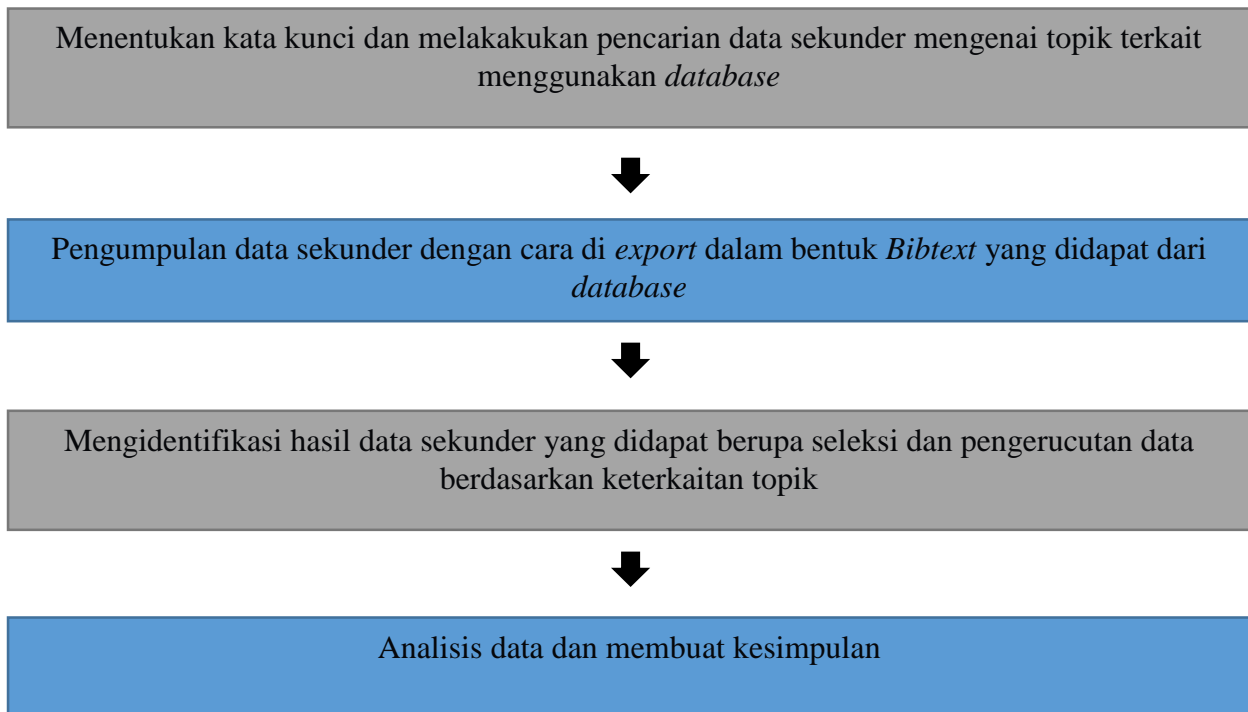 Menentukan kata kunci dan melakakukan pencarian data sekunder mengenai topik terkait
menggunakan database
Pengumpulan data sekunder dengan cara di export dalam bentuk Bibtext yang didapat dari
database
Mengidentifikasi hasil data sekunder yang didapat berupa seleksi dan pengerucutan data
berdasarkan keterkaitan topik
Analisis data dan membuat kesimpulan